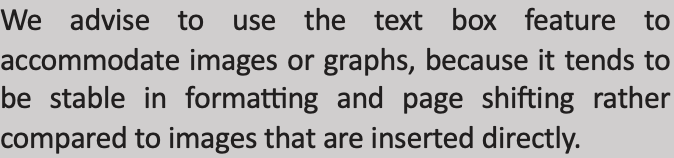 We advise to use the text box feature to
accommodate images or graphs, because it tends to
be stable in formatting and page shifting rather
compared to images that are inserted directly.